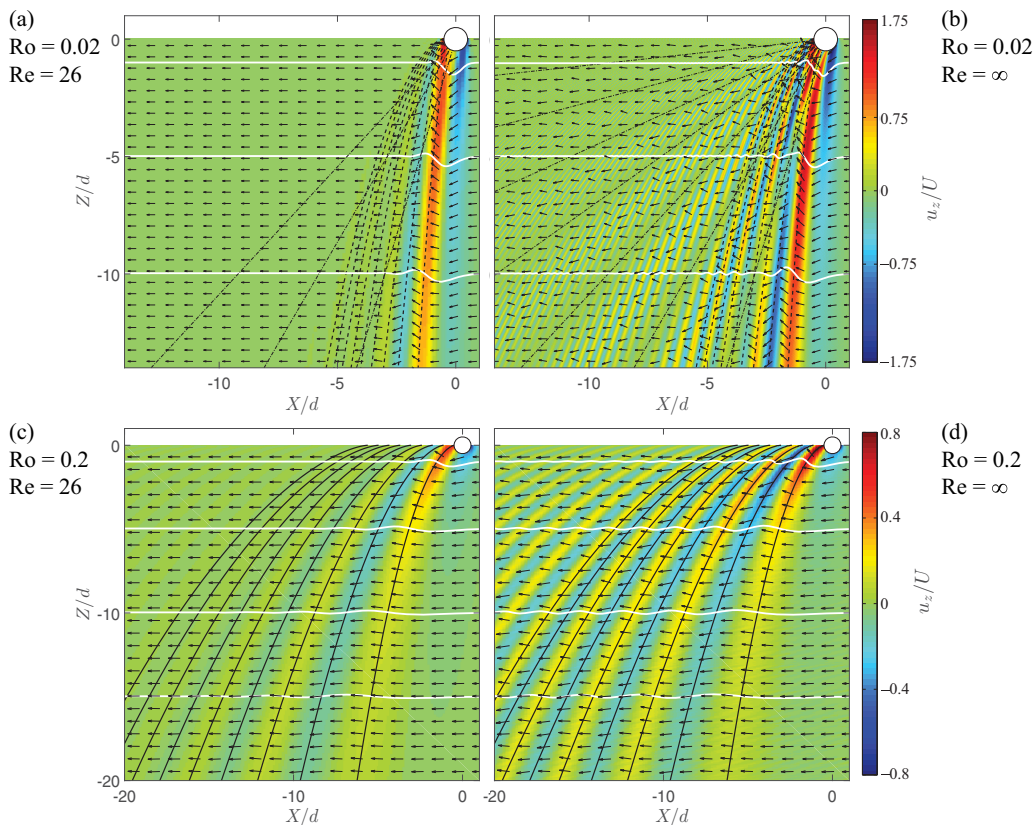 (a)
Ro = 0.02
Re = 26
0
-5
-10
Z/d
-10
-5
0
X/d
(b)
Ro = 0.02
Re = ∞
-10
-5
0
X/d
1.75
0.75
0
−0.75
−1.75
u_z/U
(c)
Ro = 0.2
Re = 26
0
-5
-10
-15
-20
Z/d
-20
-10
0
X/d
(d)
Ro = 0.2
Re = ∞
-20
-10
0
X/d
0.8
0.4
0
−0.4
−0.8
u_z/U